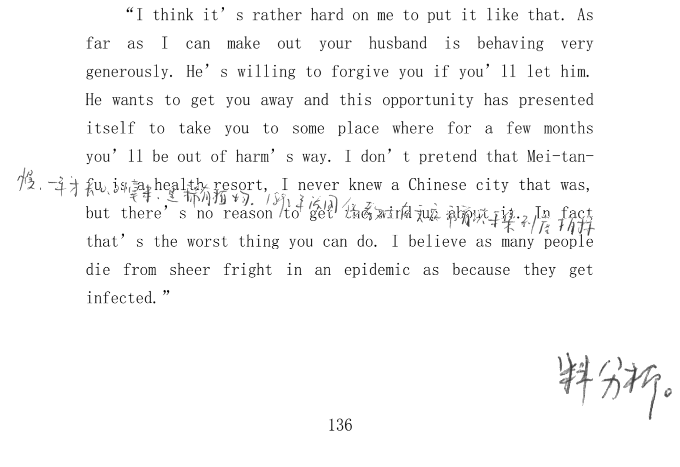 “I think it’s rather hard on me to put it like that. As
far as I can make out your husband is behaving very
generously. He’s willing to forgive you if you’ll let him.
He wants to get you away and this opportunity has presented
itself to take you to some place where for a few months
you’ll be out of harm’s way. I don’t pretend that Mei-tan-
fu is a health resort, I never knew a Chinese city that was,
but there’s no reason to get about it. In fact
that’s the worst thing you can do. I believe as many people
die from sheer fright in an epidemic as because they get
infected.”
料分析。
136